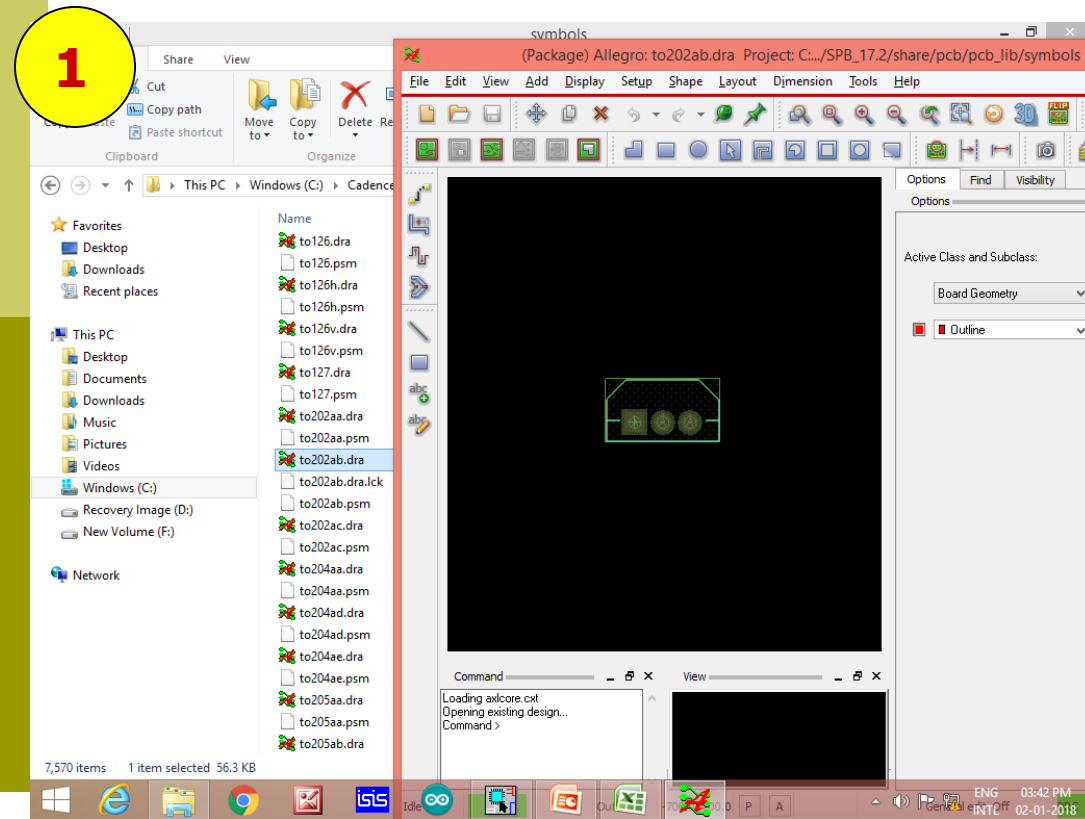 1
symbols
Share View
Cut
Copy path
Paste shortcut
Move to
Copy to
Delete
Re
Clipboard
Organize
This PC Windows (C:) Cadence
Favorites
Desktop
Downloads
Recent places
This PC
Desktop
Documents
Downloads
Music
Pictures
Videos
Windows (C:)
Recovery Image (D:)
New Volume (F:)
Network
Name
to126.dra
to126.psm
to126h.dra
to126h.psm
to126v.dra
to126v.psm
to127.dra
to127.psm
to202aa.dra
to202aa.psm
to202ab.dra
to202ab.dra.lck
to202ab.psm
to202ac.dra
to202ac.psm
to204aa.dra
to204aa.psm
to204ad.dra
to204ad.psm
to204ae.dra
to204ae.psm
to205aa.dra
to205aa.psm
to205ab.dra
7,570 items 1 item selected 56.3 KB
(Package) Allegro: to202ab.dra Project: C:.../SPB_17.2/share/pcb/pcb_lib/symbols
File Edit View Add Display Setup Shape Layout Dimension Tools Help
3D FLIP
abc
abc
Options Find Visibility
Options
Active Class and Subclass:
Board Geometry
Outline
Command
Loading axlcore.cxt
Opening existing design...
Command >
View
isis
Idle
P A
ENG 03:42 PM
INTL 02-01-2018